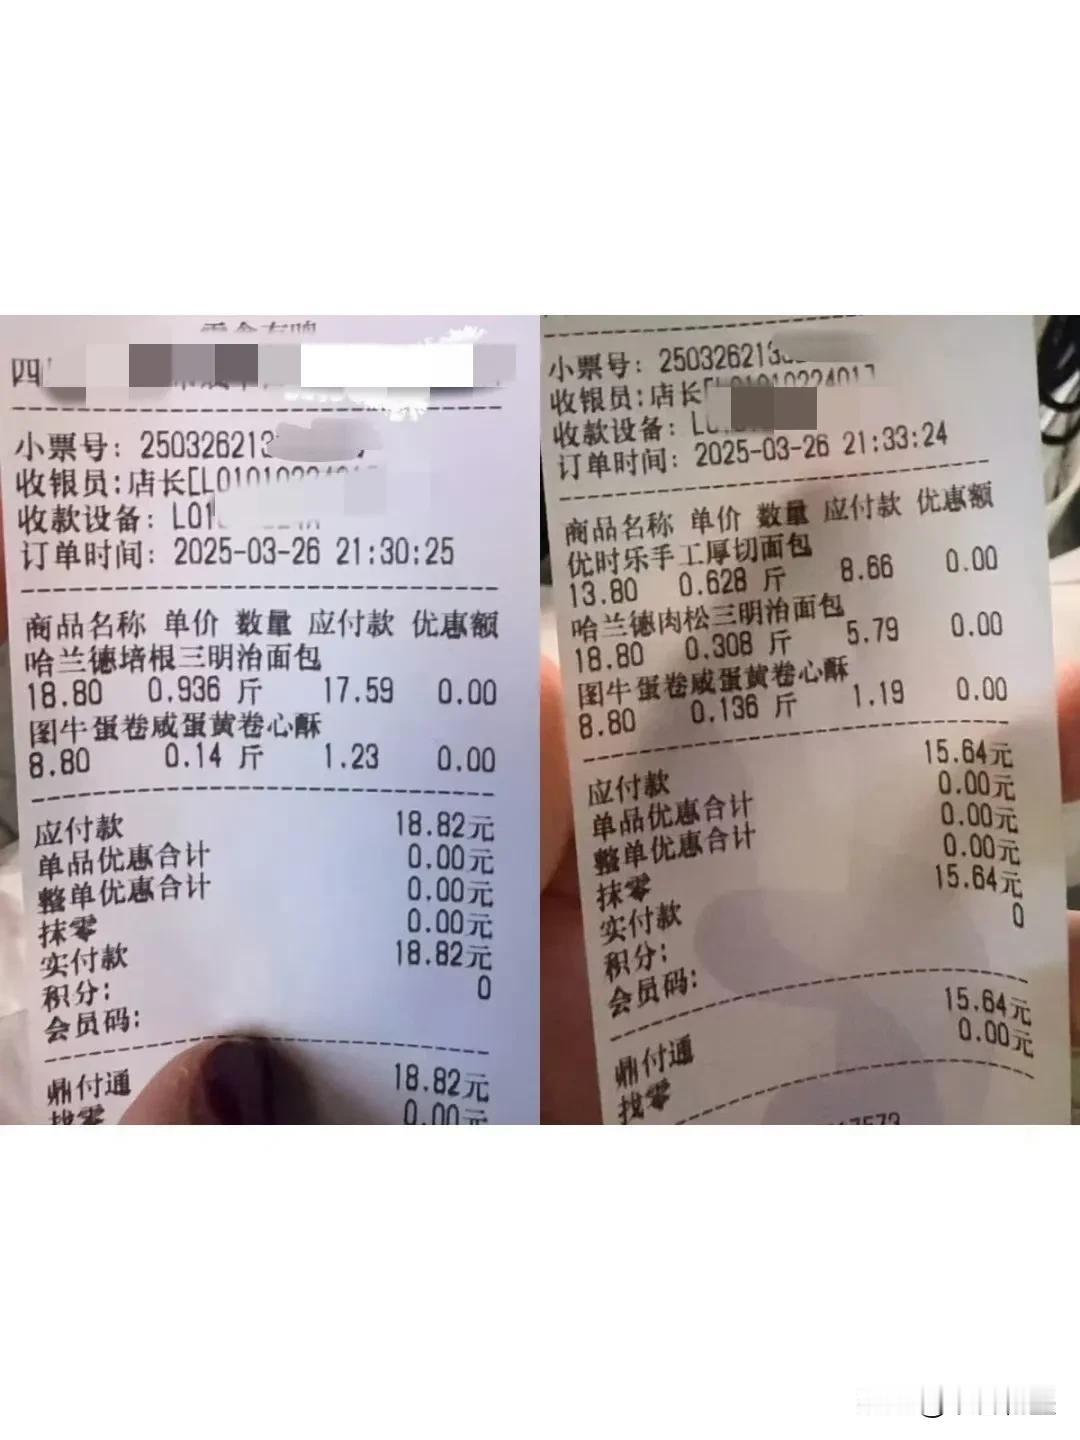 四
小票号: 250326213
收银员:店长[L0101022401
收款设备: L01
订单时间: 2025-03-26 21:30:25
商品名称 单价 数量 应付款 优惠额
哈兰德培根三明治面包
18.80 0.936 斤 17.59 0.00
图牛蛋卷咸蛋黄卷心酥
8.80 0.14 斤 1.23 0.00
应付款 18.82元
单品优惠合计 0.00元
整单优惠合计 0.00元
抹零 0.00元
实付款 18.82元
积分: 0
会员码:
鼎付通 18.82元
找零 0.00元
小票号: 250326213
收银员:店长[L01010224017
收款设备: L
订单时间: 2025-03-26 21:33:24
商品名称 单价 数量 应付款 优惠额
优时乐手工厚切面包
13.80 0.628 斤 8.66 0.00
哈兰德肉松三明治面包
18.80 0.308 斤 5.79 0.00
图牛蛋卷咸蛋黄卷心酥
8.80 0.136 斤 1.19 0.00
应付款 15.64元
单品优惠合计 0.00元
整单优惠合计 0.00元
抹零 0.00元
实付款 15.64元
积分: 0
会员码:
鼎付通 15.64元
找零 0.00元